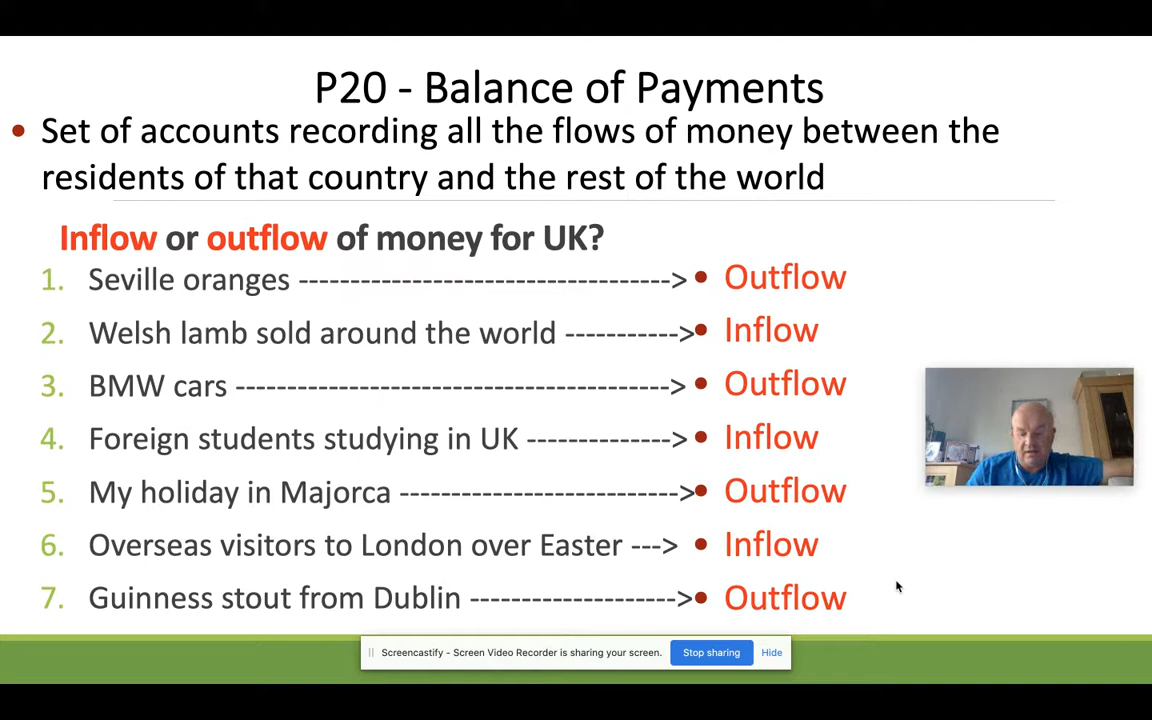 P20 - Balance of Payments
• Set of accounts recording all the flows of money between the
residents of that country and the rest of the world
Inflow or outflow of money for UK?
1. Seville oranges ------------------------------------> • Outflow
2. Welsh lamb sold around the world -----------> • Inflow
3. BMW cars ------------------------------------------> • Outflow
4. Foreign students studying in UK --------------> • Inflow
5. My holiday in Majorca ---------------------------> • Outflow
6. Overseas visitors to London over Easter ---> • Inflow
7. Guinness stout from Dublin --------------------> • Outflow
Screencastify - Screen Video Recorder is sharing your screen. Stop sharing Hide